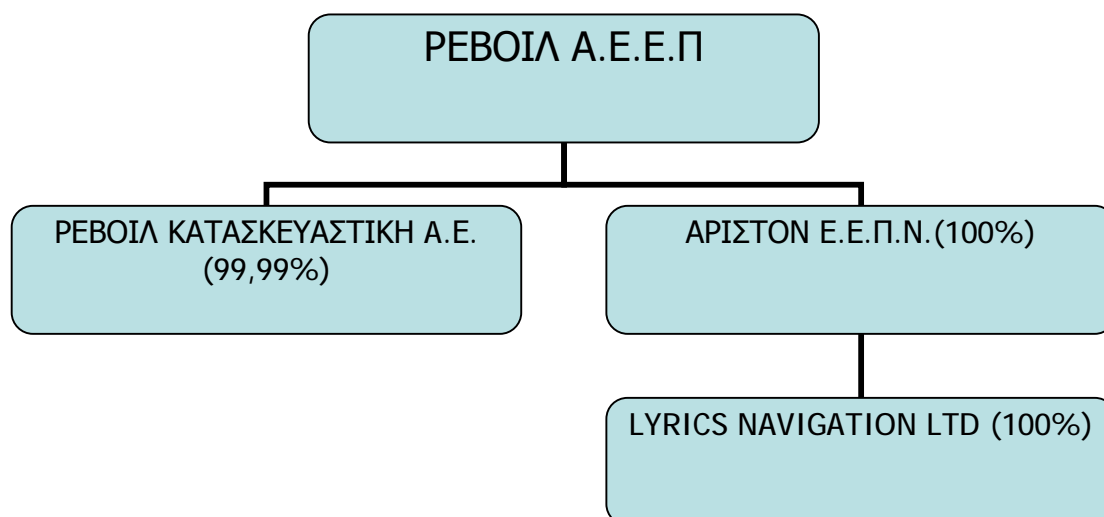 ΡΕΒΟΙΛ Α.Ε.Ε.Π
ΡΕΒΟΙΛ ΚΑΤΑΣΚΕΥΑΣΤΙΚΗ Α.Ε.
(99,99%)
ΑΡΙΣΤΟΝ Ε.Ε.Π.Ν.(100%)
LYRICS NAVIGATION LTD (100%)